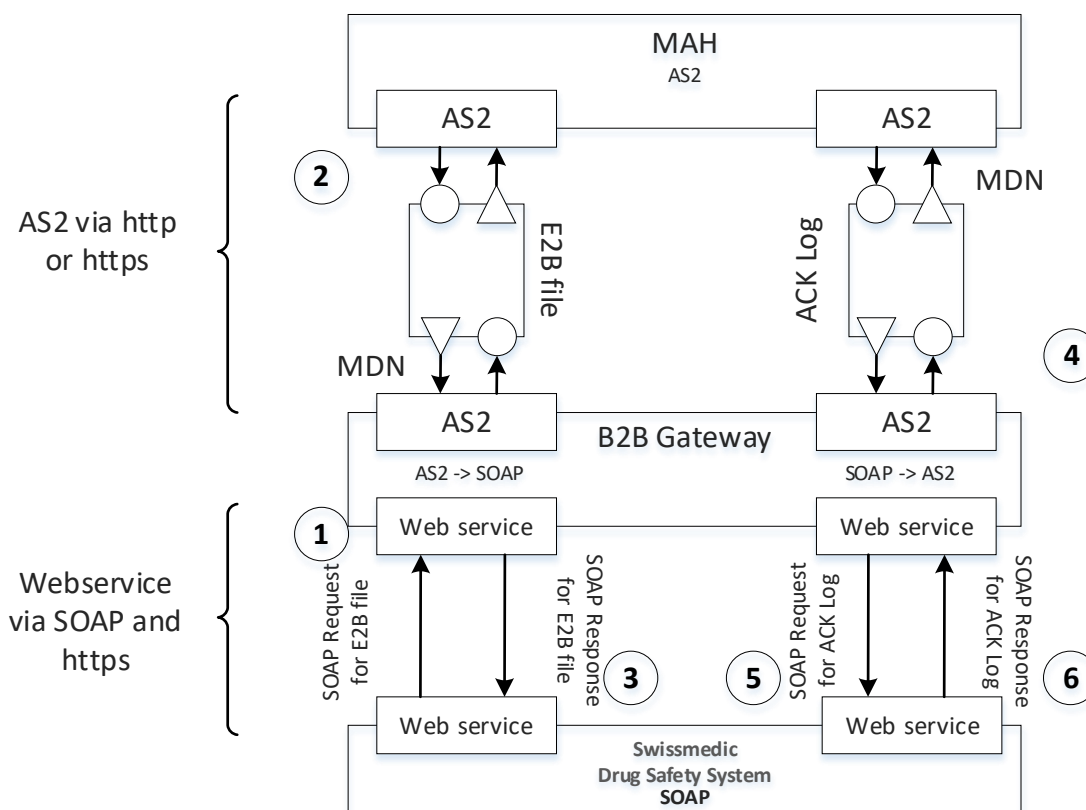 MAH
AS2
AS2
AS2
2
MDN
AS2 via http
or https
E2B file
ACK Log
MDN
4
AS2
B2B Gateway
AS2
AS2 -> SOAP
SOAP -> AS2
1
Web service
Web service
Webservice
via SOAP and
https
SOAP Request
for E2B file
SOAP Response
for E2B file
SOAP Request
for ACK Log
SOAP Response
for ACK Log
3
5
6
Web service
Web service
Swissmedic
Drug Safety System
SOAP